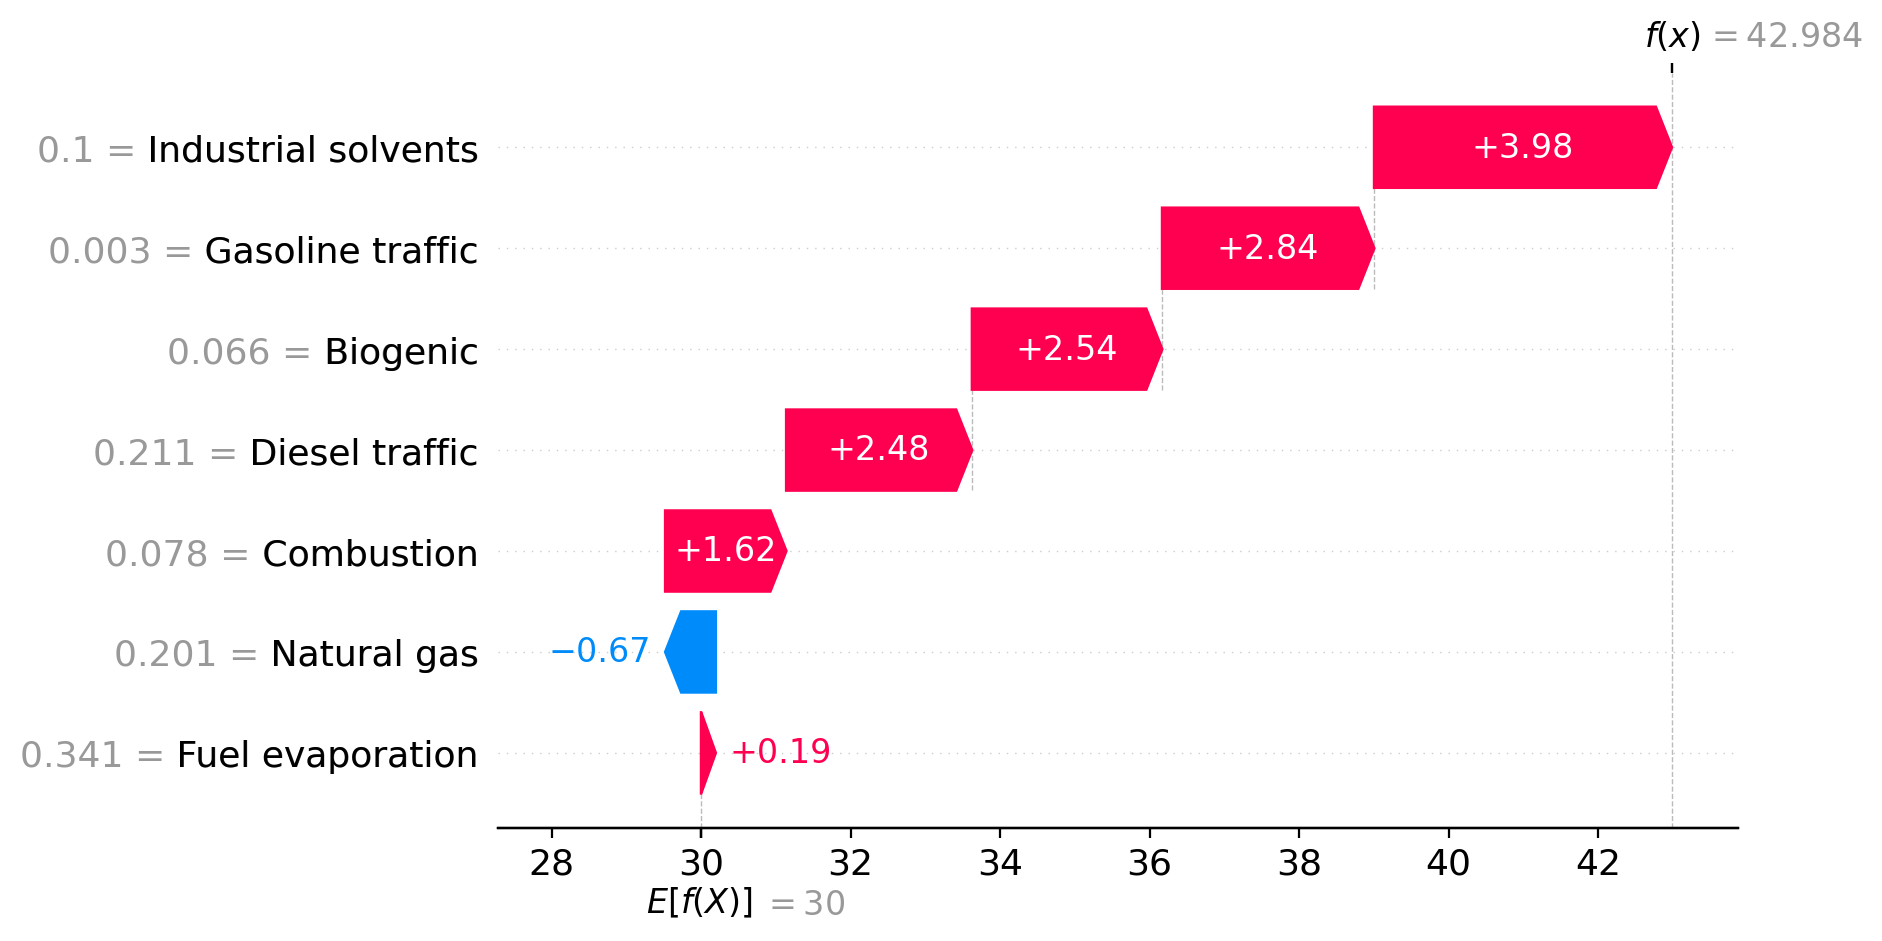 f(x) = 42.984
0.1 = Industrial solvents
+3.98
0.003 = Gasoline traffic
+2.84
0.066 = Biogenic
+2.54
0.211 = Diesel traffic
+2.48
0.078 = Combustion
+1.62
0.201 = Natural gas
−0.67
0.341 = Fuel evaporation
+0.19
28 30 32 34 36 38 40 42
E[f(X)] = 30